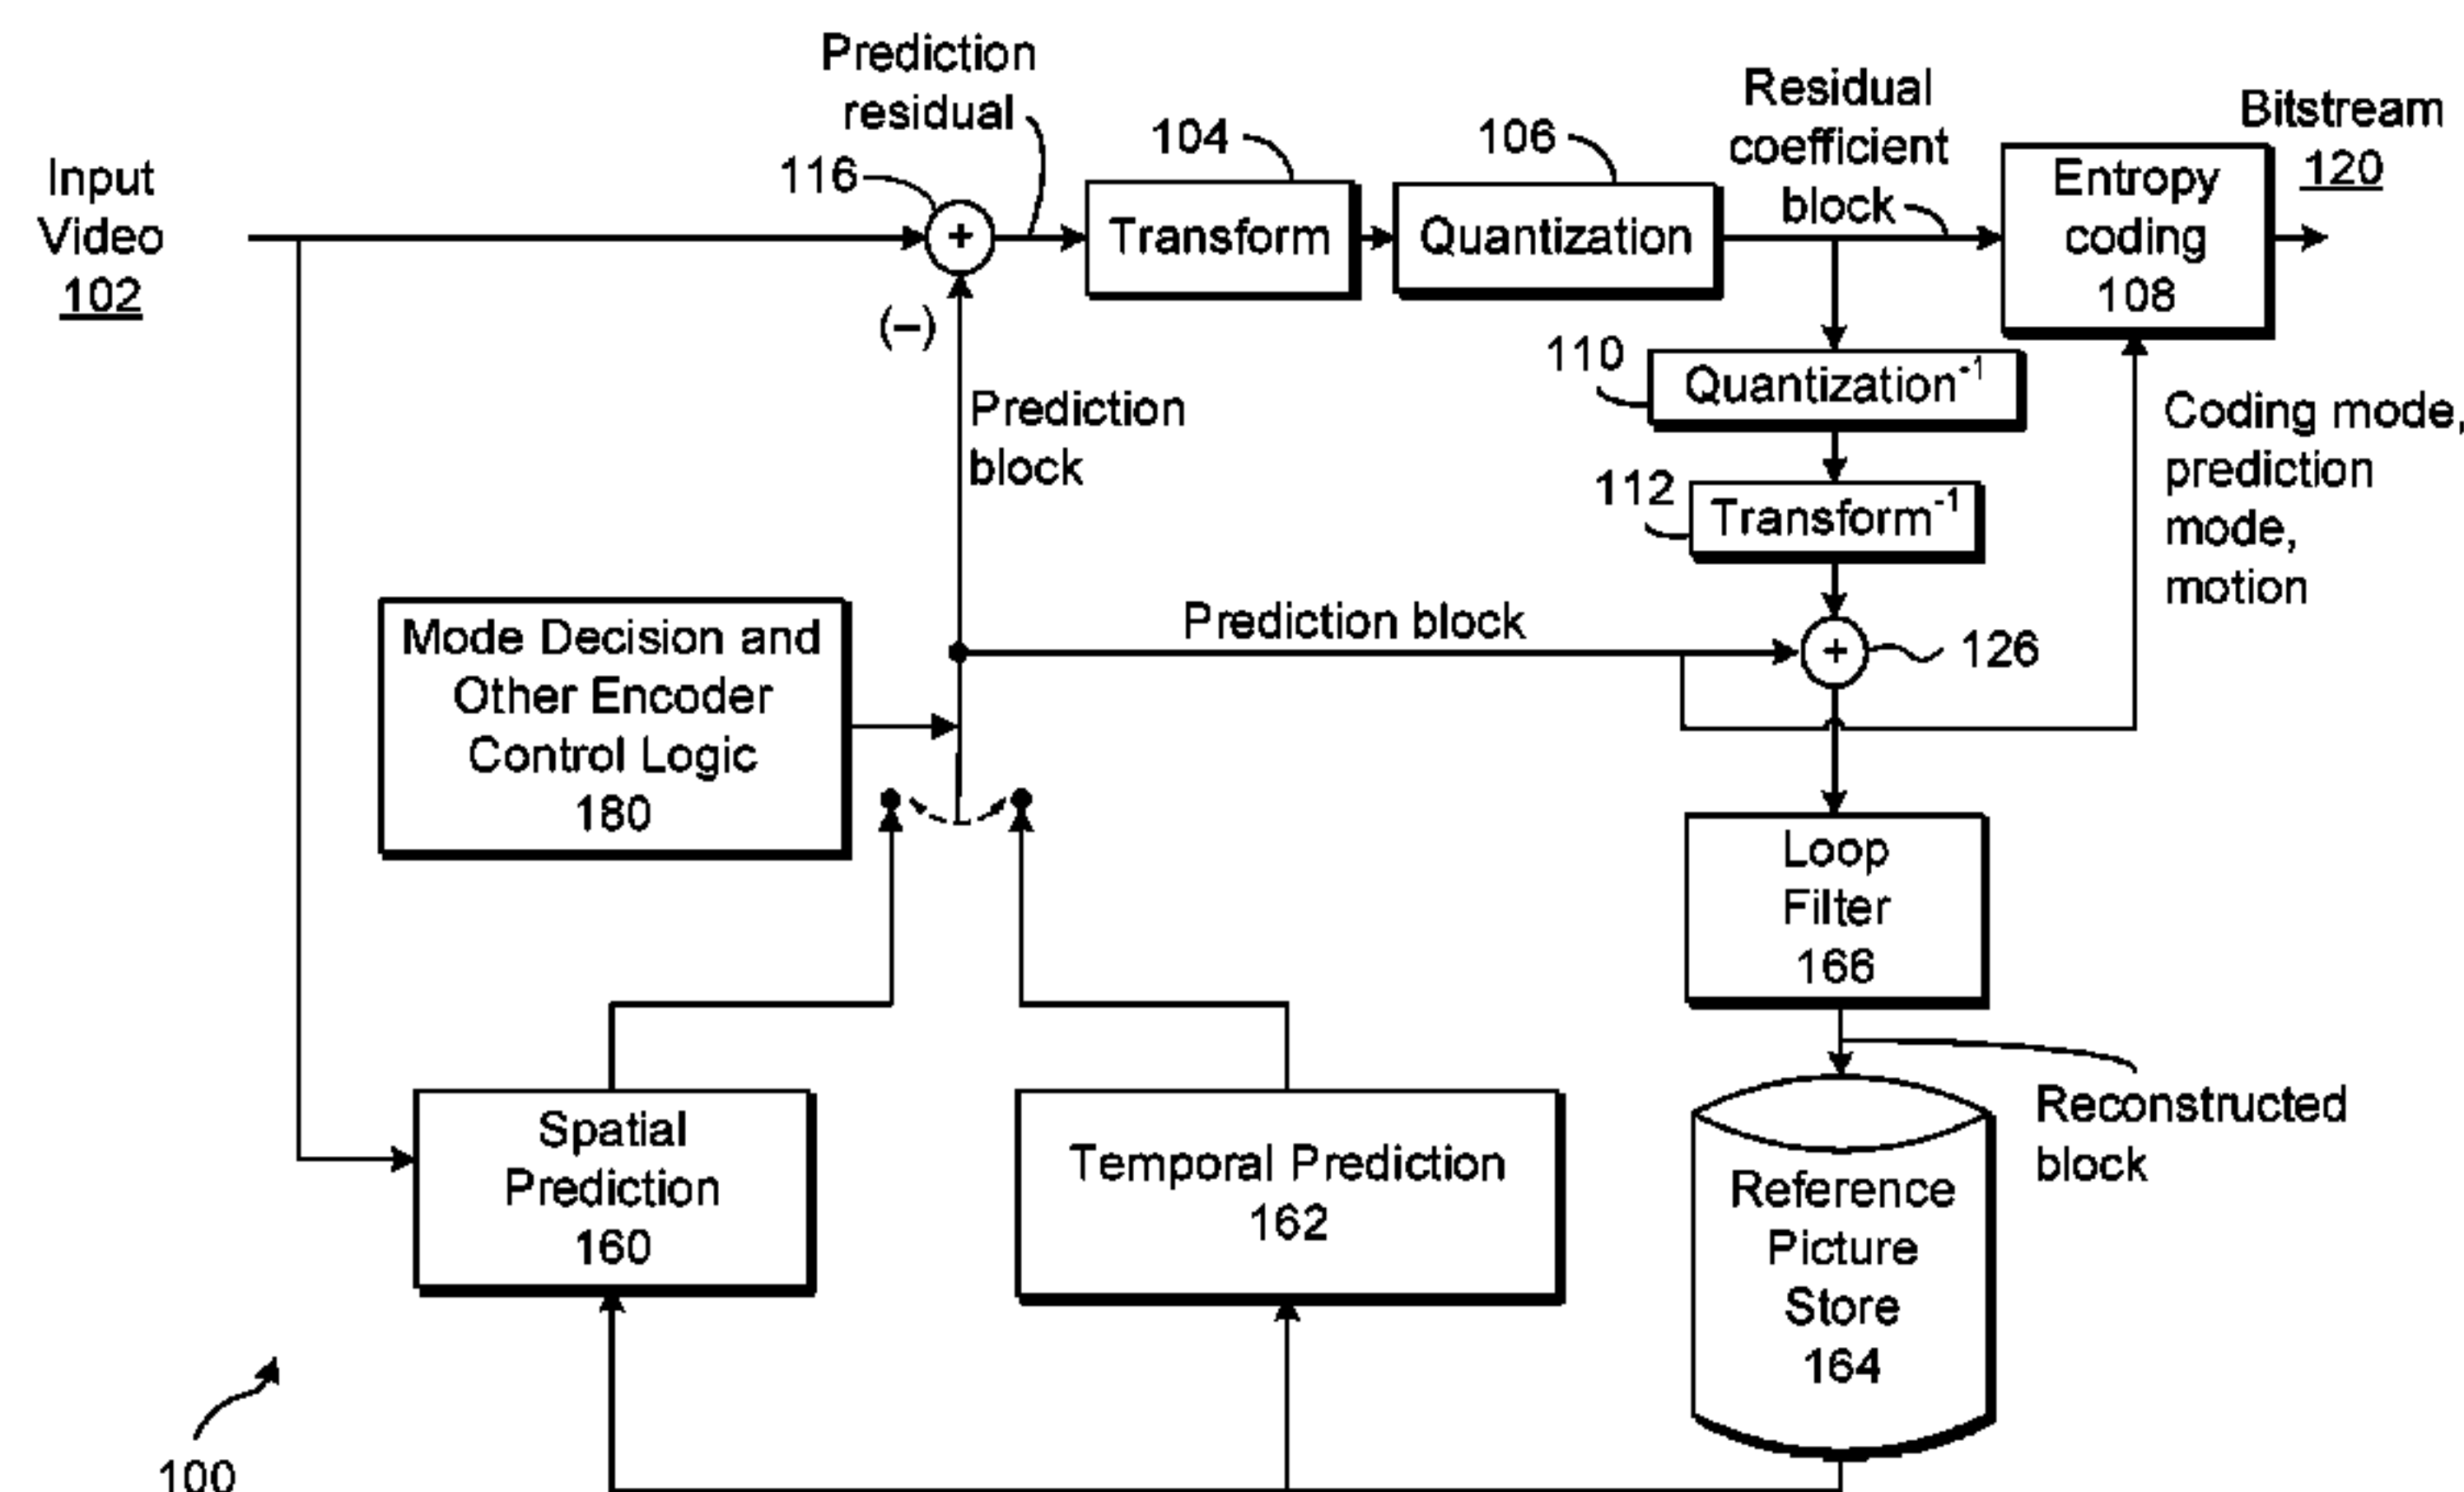 Input
Video
102
Prediction
residual
116
+
(–)
Prediction
block
104
Transform
106
Quantization
Residual
coefficient
block
Entropy
coding
108
Bitstream
120
110
Quantization-1
112
Transform-1
Coding mode,
prediction
mode,
motion
Mode Decision and
Other Encoder
Control Logic
180
Prediction block
+
126
Loop
Filter
166
Reconstructed
block
Spatial
Prediction
160
Temporal Prediction
162
Reference
Picture
Store
164
100